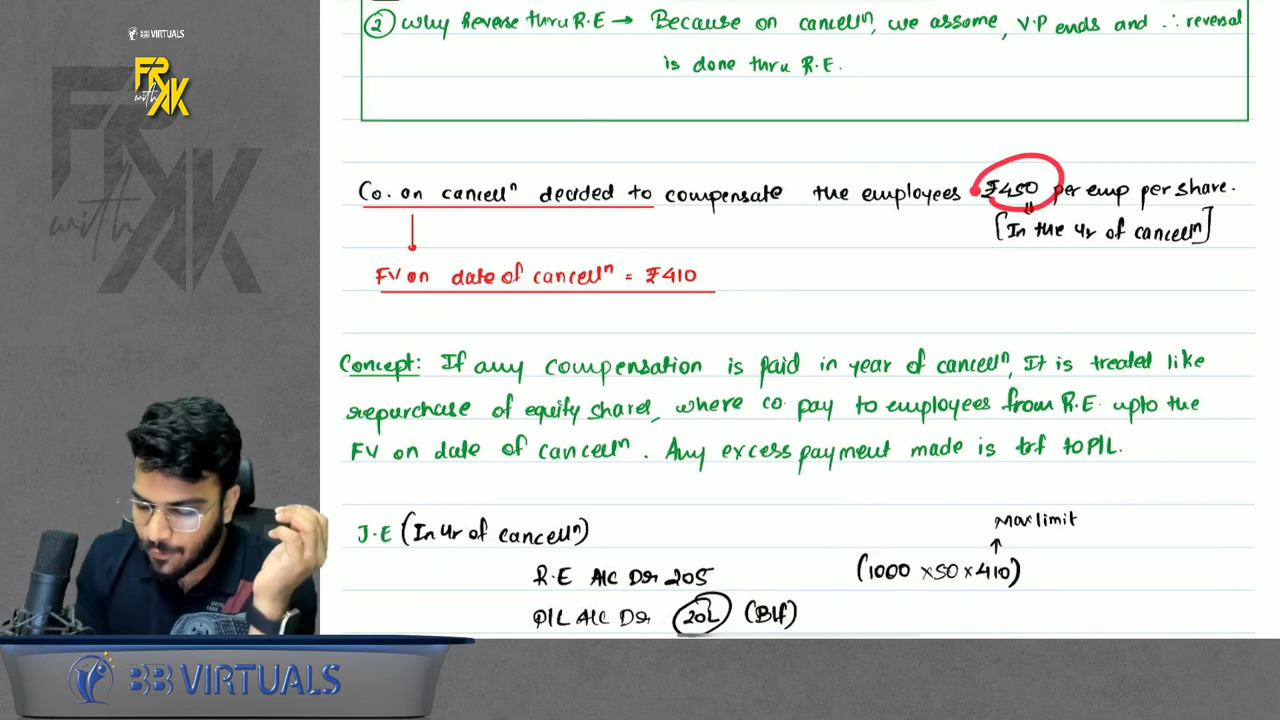 BB VIRTUALS
FR
with AK
FR
with AK
② Why Reverse thru R.E → Because on cancellⁿ, we assume, V.P ends and ∴ reversal
is done thru R.E.
Co. on cancellⁿ decided to compensate the employees ₹450 per emp per share.
[In the yr of cancellⁿ]
FV on date of cancellⁿ = ₹410
Concept: If any compensation is paid in year of cancellⁿ, It is treated like
repurchase of equity shares, where co. pay to employees from R.E. upto the
FV on date of cancellⁿ. Any excess payment made is trf to P/L.
J.E (In yr of cancellⁿ)
Max limit
R.E A/C Dr 205
(1000 x 50 x 410)
P/L A/C Dr 20L (B/f)
BB VIRTUALS